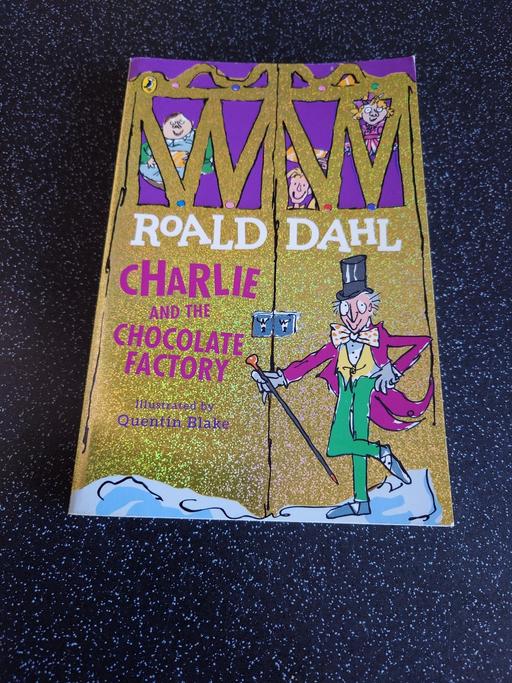 W W
ROALD DAHL
CHARLIE
AND THE
CHOCOLATE
FACTORY
Illustrated by
Quentin Blake
W W